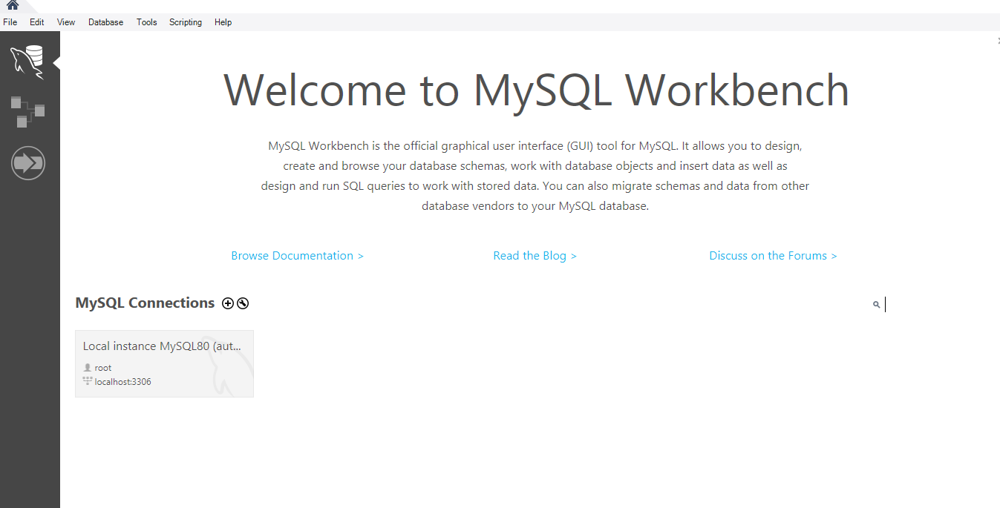 File Edit View Database Tools Scripting Help
Welcome to MySQL Workbench
MySQL Workbench is the official graphical user interface (GUI) tool for MySQL. It allows you to design,
create and browse your database schemas, work with database objects and insert data as well as
design and run SQL queries to work with stored data. You can also migrate schemas and data from other
database vendors to your MySQL database.
Browse Documentation > Read the Blog > Discuss on the Forums >
MySQL Connections
Local instance MySQL80 (aut...
root
localhost:3306